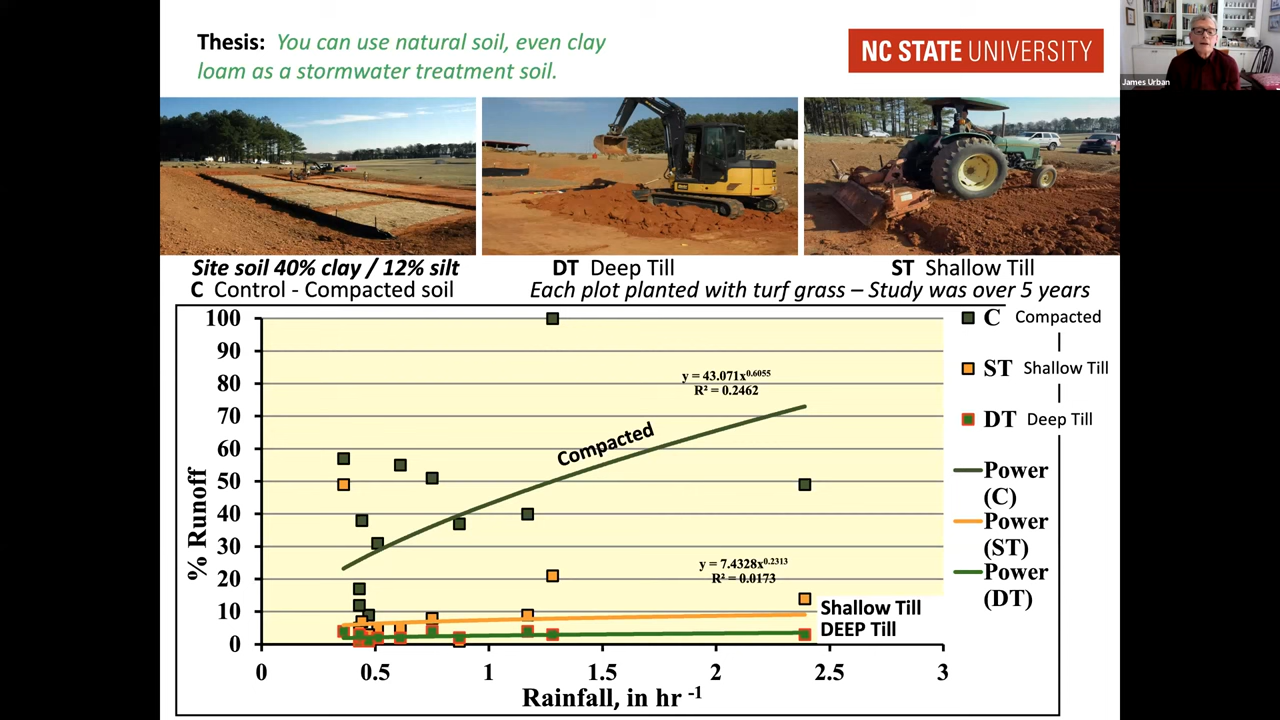 Thesis: You can use natural soil, even clay
loam as a stormwater treatment soil.
NC STATE UNIVERSITY
James Urban
Site soil 40% clay / 12% silt
DT Deep Till
ST Shallow Till
C Control - Compacted soil
Each plot planted with turf grass – Study was over 5 years
100
90
80
70
60
50
40
30
20
10
0
% Runoff
0 0.5 1 1.5 2 2.5 3
Rainfall, in hr -1
y = 43.071x0.6055
R² = 0.2462
Compacted
y = 7.4328x0.2313
R² = 0.0173
Shallow Till
DEEP Till
C Compacted
ST Shallow Till
DT Deep Till
Power
(C)
Power
(ST)
Power
(DT)